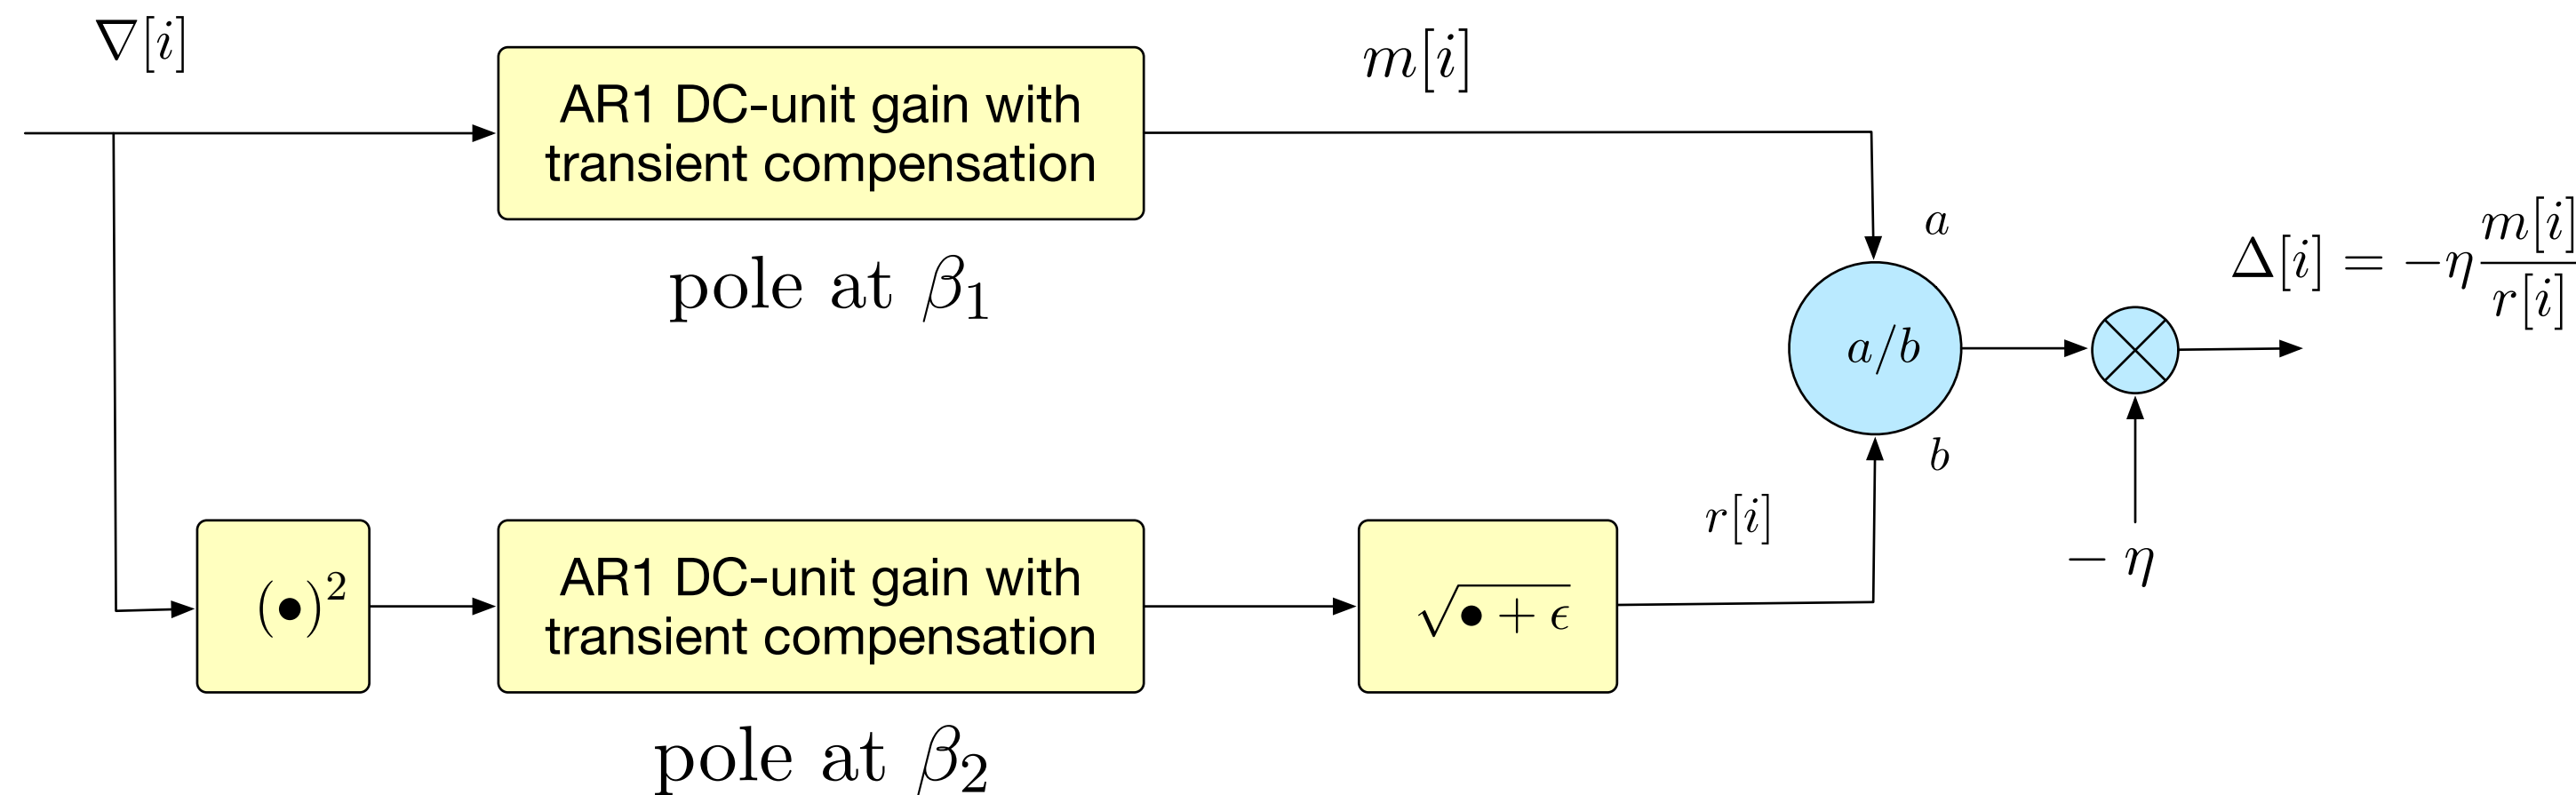 ∇[i]
AR1 DC-unit gain with
transient compensation
m[i]
pole at β₁
a
a/b
b
Δ[i] = −η m[i]/r[i]
− η
(•)²
AR1 DC-unit gain with
transient compensation
√(• + ϵ)
r[i]
pole at β₂